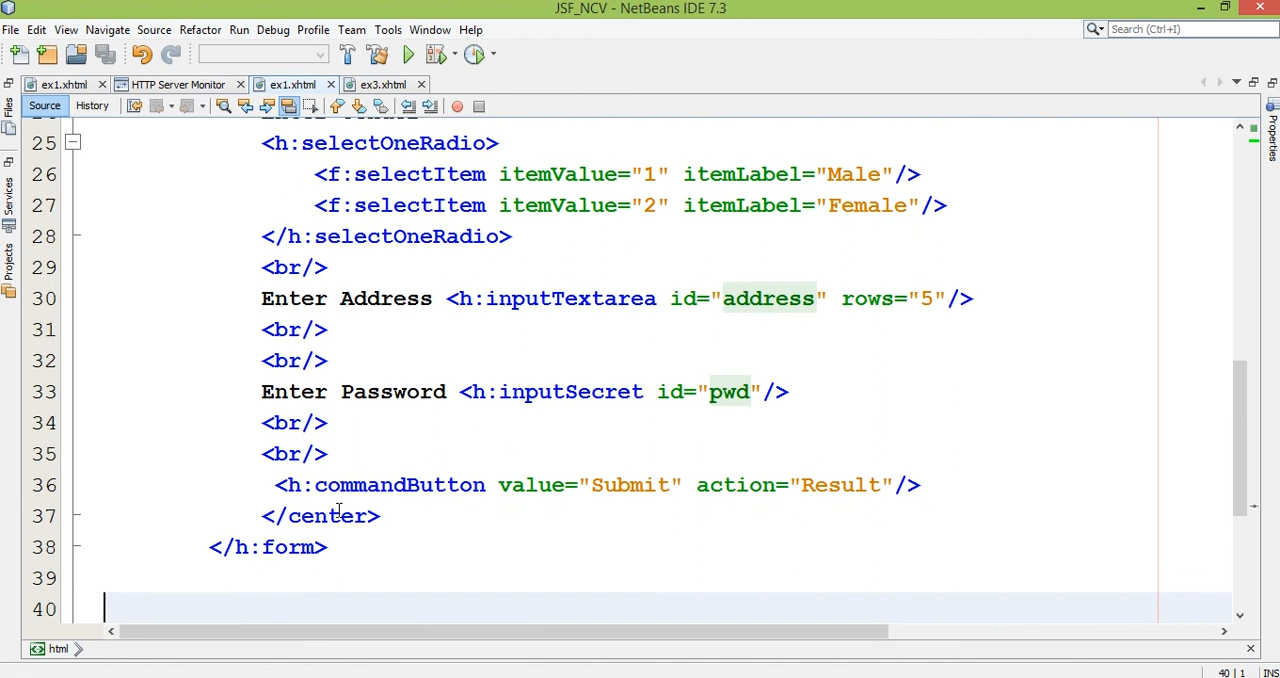 JSF_NCV - NetBeans IDE 7.3
File Edit View Navigate Source Refactor Run Debug Profile Team Tools Window Help
Search (Ctrl+I)
ex1.xhtml HTTP Server Monitor ex1.xhtml ex3.xhtml
Source History
Files
Services
Projects
Properties
25 <h:selectOneRadio>
26 <f:selectItem itemValue="1" itemLabel="Male"/>
27 <f:selectItem itemValue="2" itemLabel="Female"/>
28 </h:selectOneRadio>
29 <br/>
30 Enter Address <h:inputTextarea id="address" rows="5"/>
31 <br/>
32 <br/>
33 Enter Password <h:inputSecret id="pwd"/>
34 <br/>
35 <br/>
36 <h:commandButton value="Submit" action="Result"/>
37 </center>
38 </h:form>
39
40
html
40 | 1 INS